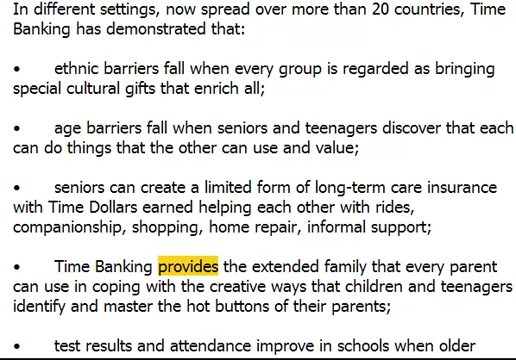 In different settings, now spread over more than 20 countries, Time
Banking has demonstrated that:
• ethnic barriers fall when every group is regarded as bringing
special cultural gifts that enrich all;
• age barriers fall when seniors and teenagers discover that each
can do things that the other can use and value;
• seniors can create a limited form of long-term care insurance
with Time Dollars earned helping each other with rides,
companionship, shopping, home repair, informal support;
• Time Banking provides the extended family that every parent
can use in coping with the creative ways that children and teenagers
identify and master the hot buttons of their parents;
• test results and attendance improve in schools when older